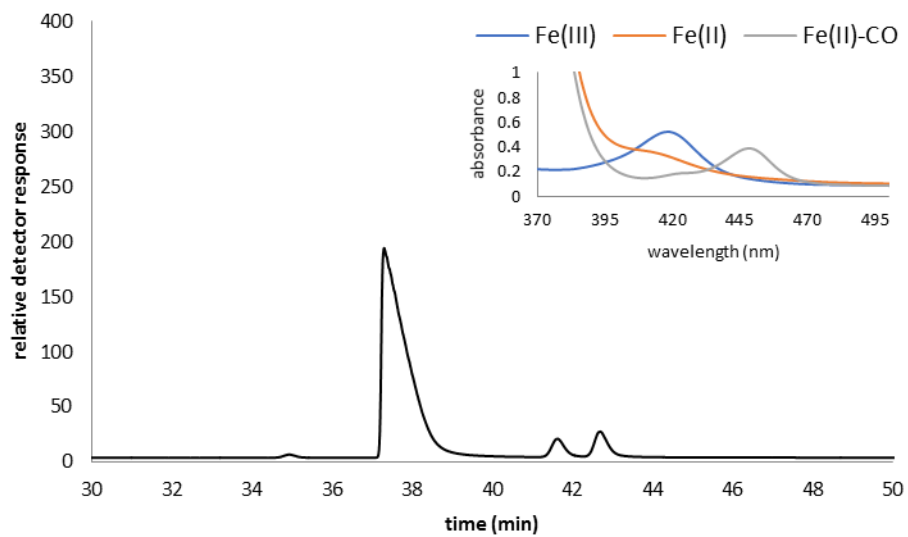 Fe(III) Fe(II) Fe(II)-CO
absorbance
1
0.8
0.6
0.4
0.2
0
370 395 420 445 470 495
wavelength (nm)
relative detector response
400
350
300
250
200
150
100
50
0
30 32 34 36 38 40 42 44 46 48 50
time (min)